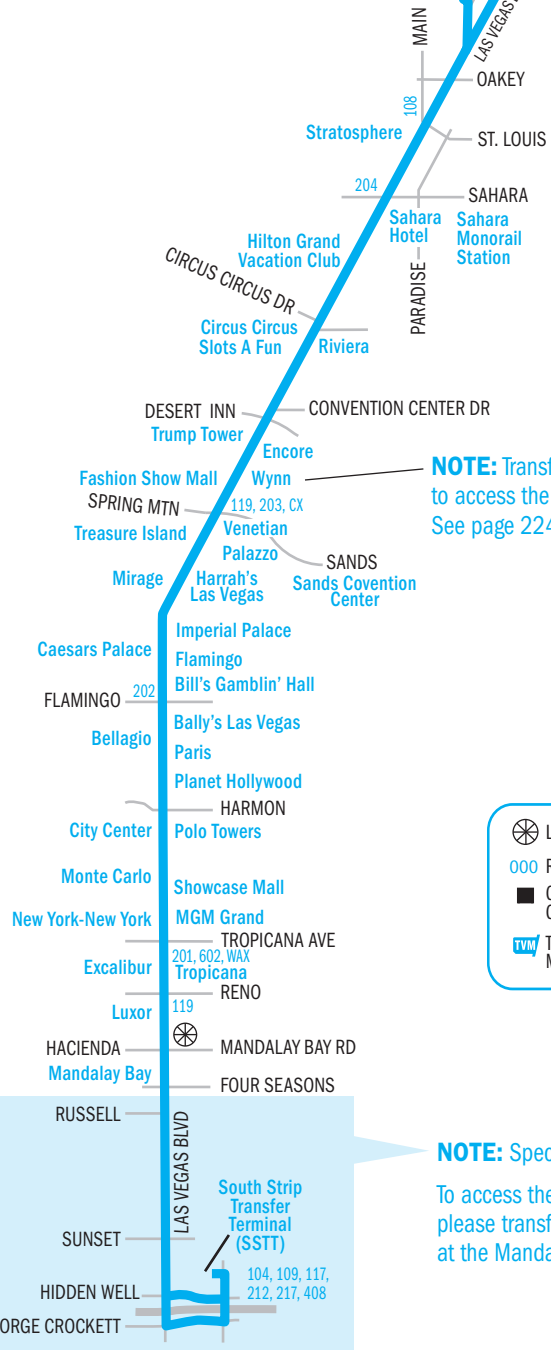 MAIN
LAS VEGAS
OAKEY
108
Stratosphere
ST. LOUIS
204
SAHARA
Sahara
Hotel
Sahara
Monorail
Station
Hilton Grand
Vacation Club
PARADISE
CIRCUS CIRCUS DR
Circus Circus
Slots A Fun
Riviera
DESERT INN
CONVENTION CENTER DR
Trump Tower
Encore
Fashion Show Mall
Wynn
NOTE: Transf
to access the
See page 224
SPRING MTN
119, 203, CX
Treasure Island
Venetian
Palazzo
SANDS
Mirage
Harrah's
Las Vegas
Sands Covention
Center
Imperial Palace
Caesars Palace
Flamingo
Bill's Gamblin' Hall
FLAMINGO
202
Bally's Las Vegas
Bellagio
Paris
Planet Hollywood
HARMON
City Center
Polo Towers
Monte Carlo
Showcase Mall
New York-New York
MGM Grand
TROPICANA AVE
201, 602, WAX
Excalibur
Tropicana
RENO
Luxor
119
HACIENDA
MANDALAY BAY RD
Mandalay Bay
FOUR SEASONS
L
000 F
C
C
TVM T
M
RUSSELL
LAS VEGAS BLVD
NOTE: Spec
To access the
please transf
at the Manda
South Strip
Transfer
Terminal
(SSTT)
SUNSET
104, 109, 117,
212, 217, 408
HIDDEN WELL
ORGE CROCKETT